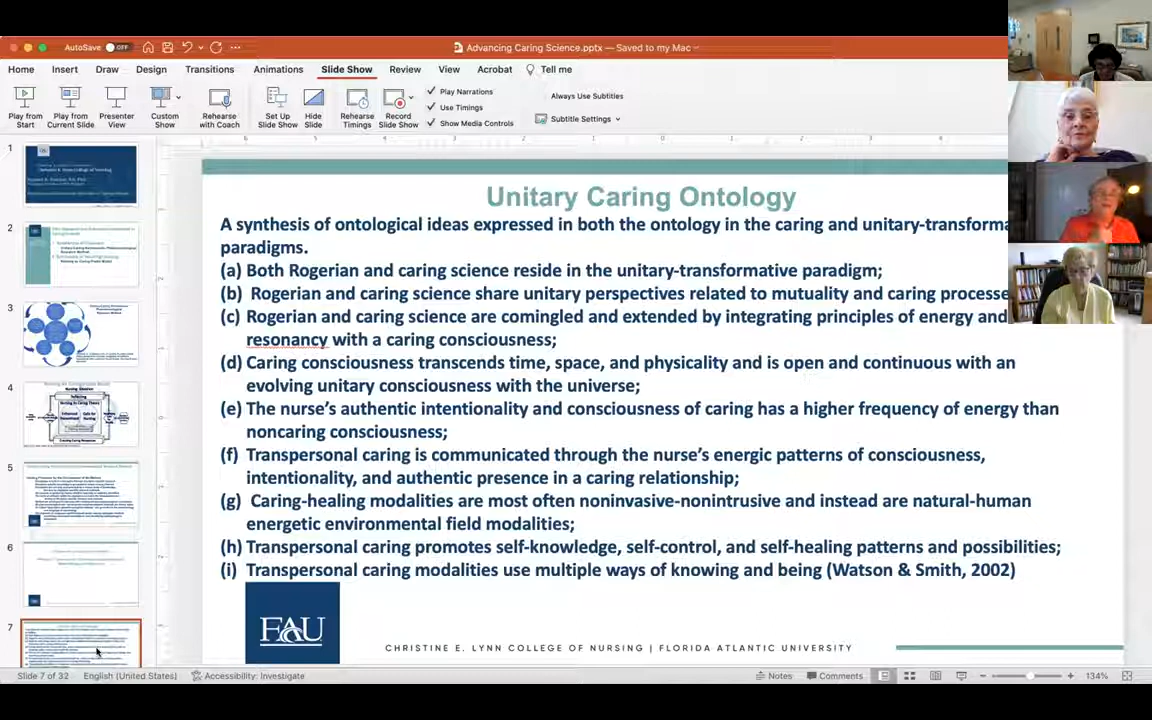 AutoSave OFF
Advancing Caring Science.pptx — Saved to my Mac
Home Insert Draw Design Transitions Animations Slide Show Review View Acrobat Tell me
Play from Start
Play from Current Slide
Presenter View
Custom Show
Rehearse with Coach
Set Up Slide Show
Hide Slide
Rehearse Timings
Record Slide Show
Play Narrations
Use Timings
Show Media Controls
Always Use Subtitles
Subtitle Settings
1
2
3
4
5
6
7
Unitary Caring Ontology
A synthesis of ontological ideas expressed in both the ontology in the caring and unitary-transforma
paradigms.
(a) Both Rogerian and caring science reside in the unitary-transformative paradigm;
(b) Rogerian and caring science share unitary perspectives related to mutuality and caring processe
(c) Rogerian and caring science are comingled and extended by integrating principles of energy and
resonancy with a caring consciousness;
(d) Caring consciousness transcends time, space, and physicality and is open and continuous with an
evolving unitary consciousness with the universe;
(e) The nurse's authentic intentionality and consciousness of caring has a higher frequency of energy than
noncaring consciousness;
(f) Transpersonal caring is communicated through the nurse's energic patterns of consciousness,
intentionality, and authentic presence in a caring relationship;
(g) Caring-healing modalities are most often noninvasive-nonintrusive and instead are natural-human
energetic environmental field modalities;
(h) Transpersonal caring promotes self-knowledge, self-control, and self-healing patterns and possibilities;
(i) Transpersonal caring modalities use multiple ways of knowing and being (Watson & Smith, 2002)
FAU
CHRISTINE E. LYNN COLLEGE OF NURSING | FLORIDA ATLANTIC UNIVERSITY
Slide 7 of 32 English (United States) Accessibility: Investigate Notes Comments 134%